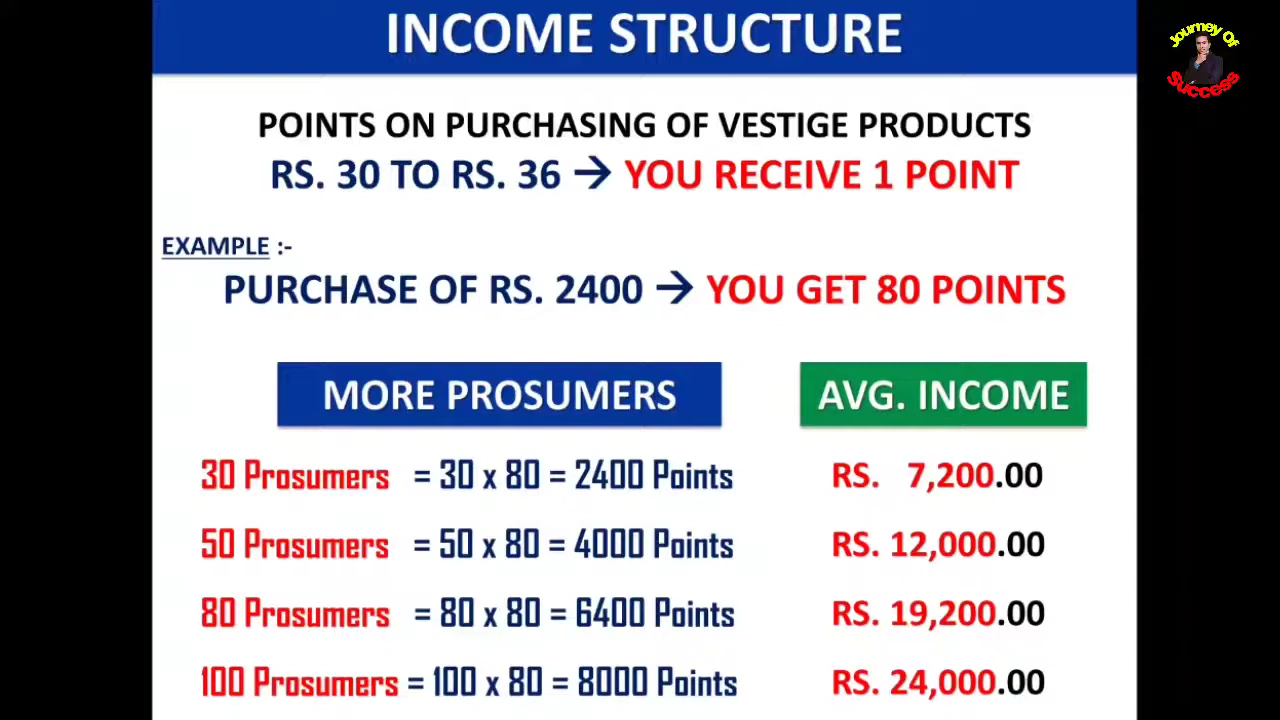 INCOME STRUCTURE
Journey Of
Success
POINTS ON PURCHASING OF VESTIGE PRODUCTS
RS. 30 TO RS. 36 → YOU RECEIVE 1 POINT
EXAMPLE :-
PURCHASE OF RS. 2400 → YOU GET 80 POINTS
MORE PROSUMERS AVG. INCOME
30 Prosumers = 30 x 80 = 2400 Points RS. 7,200.00
50 Prosumers = 50 x 80 = 4000 Points RS. 12,000.00
80 Prosumers = 80 x 80 = 6400 Points RS. 19,200.00
100 Prosumers = 100 x 80 = 8000 Points RS. 24,000.00